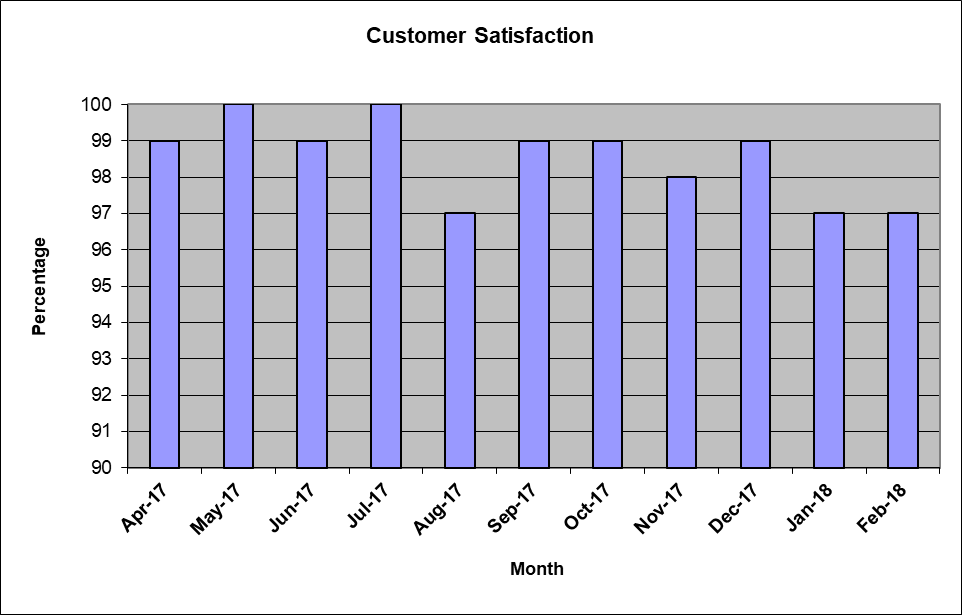 Customer Satisfaction
100
99
98
97
96
95
94
93
92
91
90
Percentage
Apr-17
May-17
Jun-17
Jul-17
Aug-17
Sep-17
Oct-17
Nov-17
Dec-17
Jan-18
Feb-18
Month